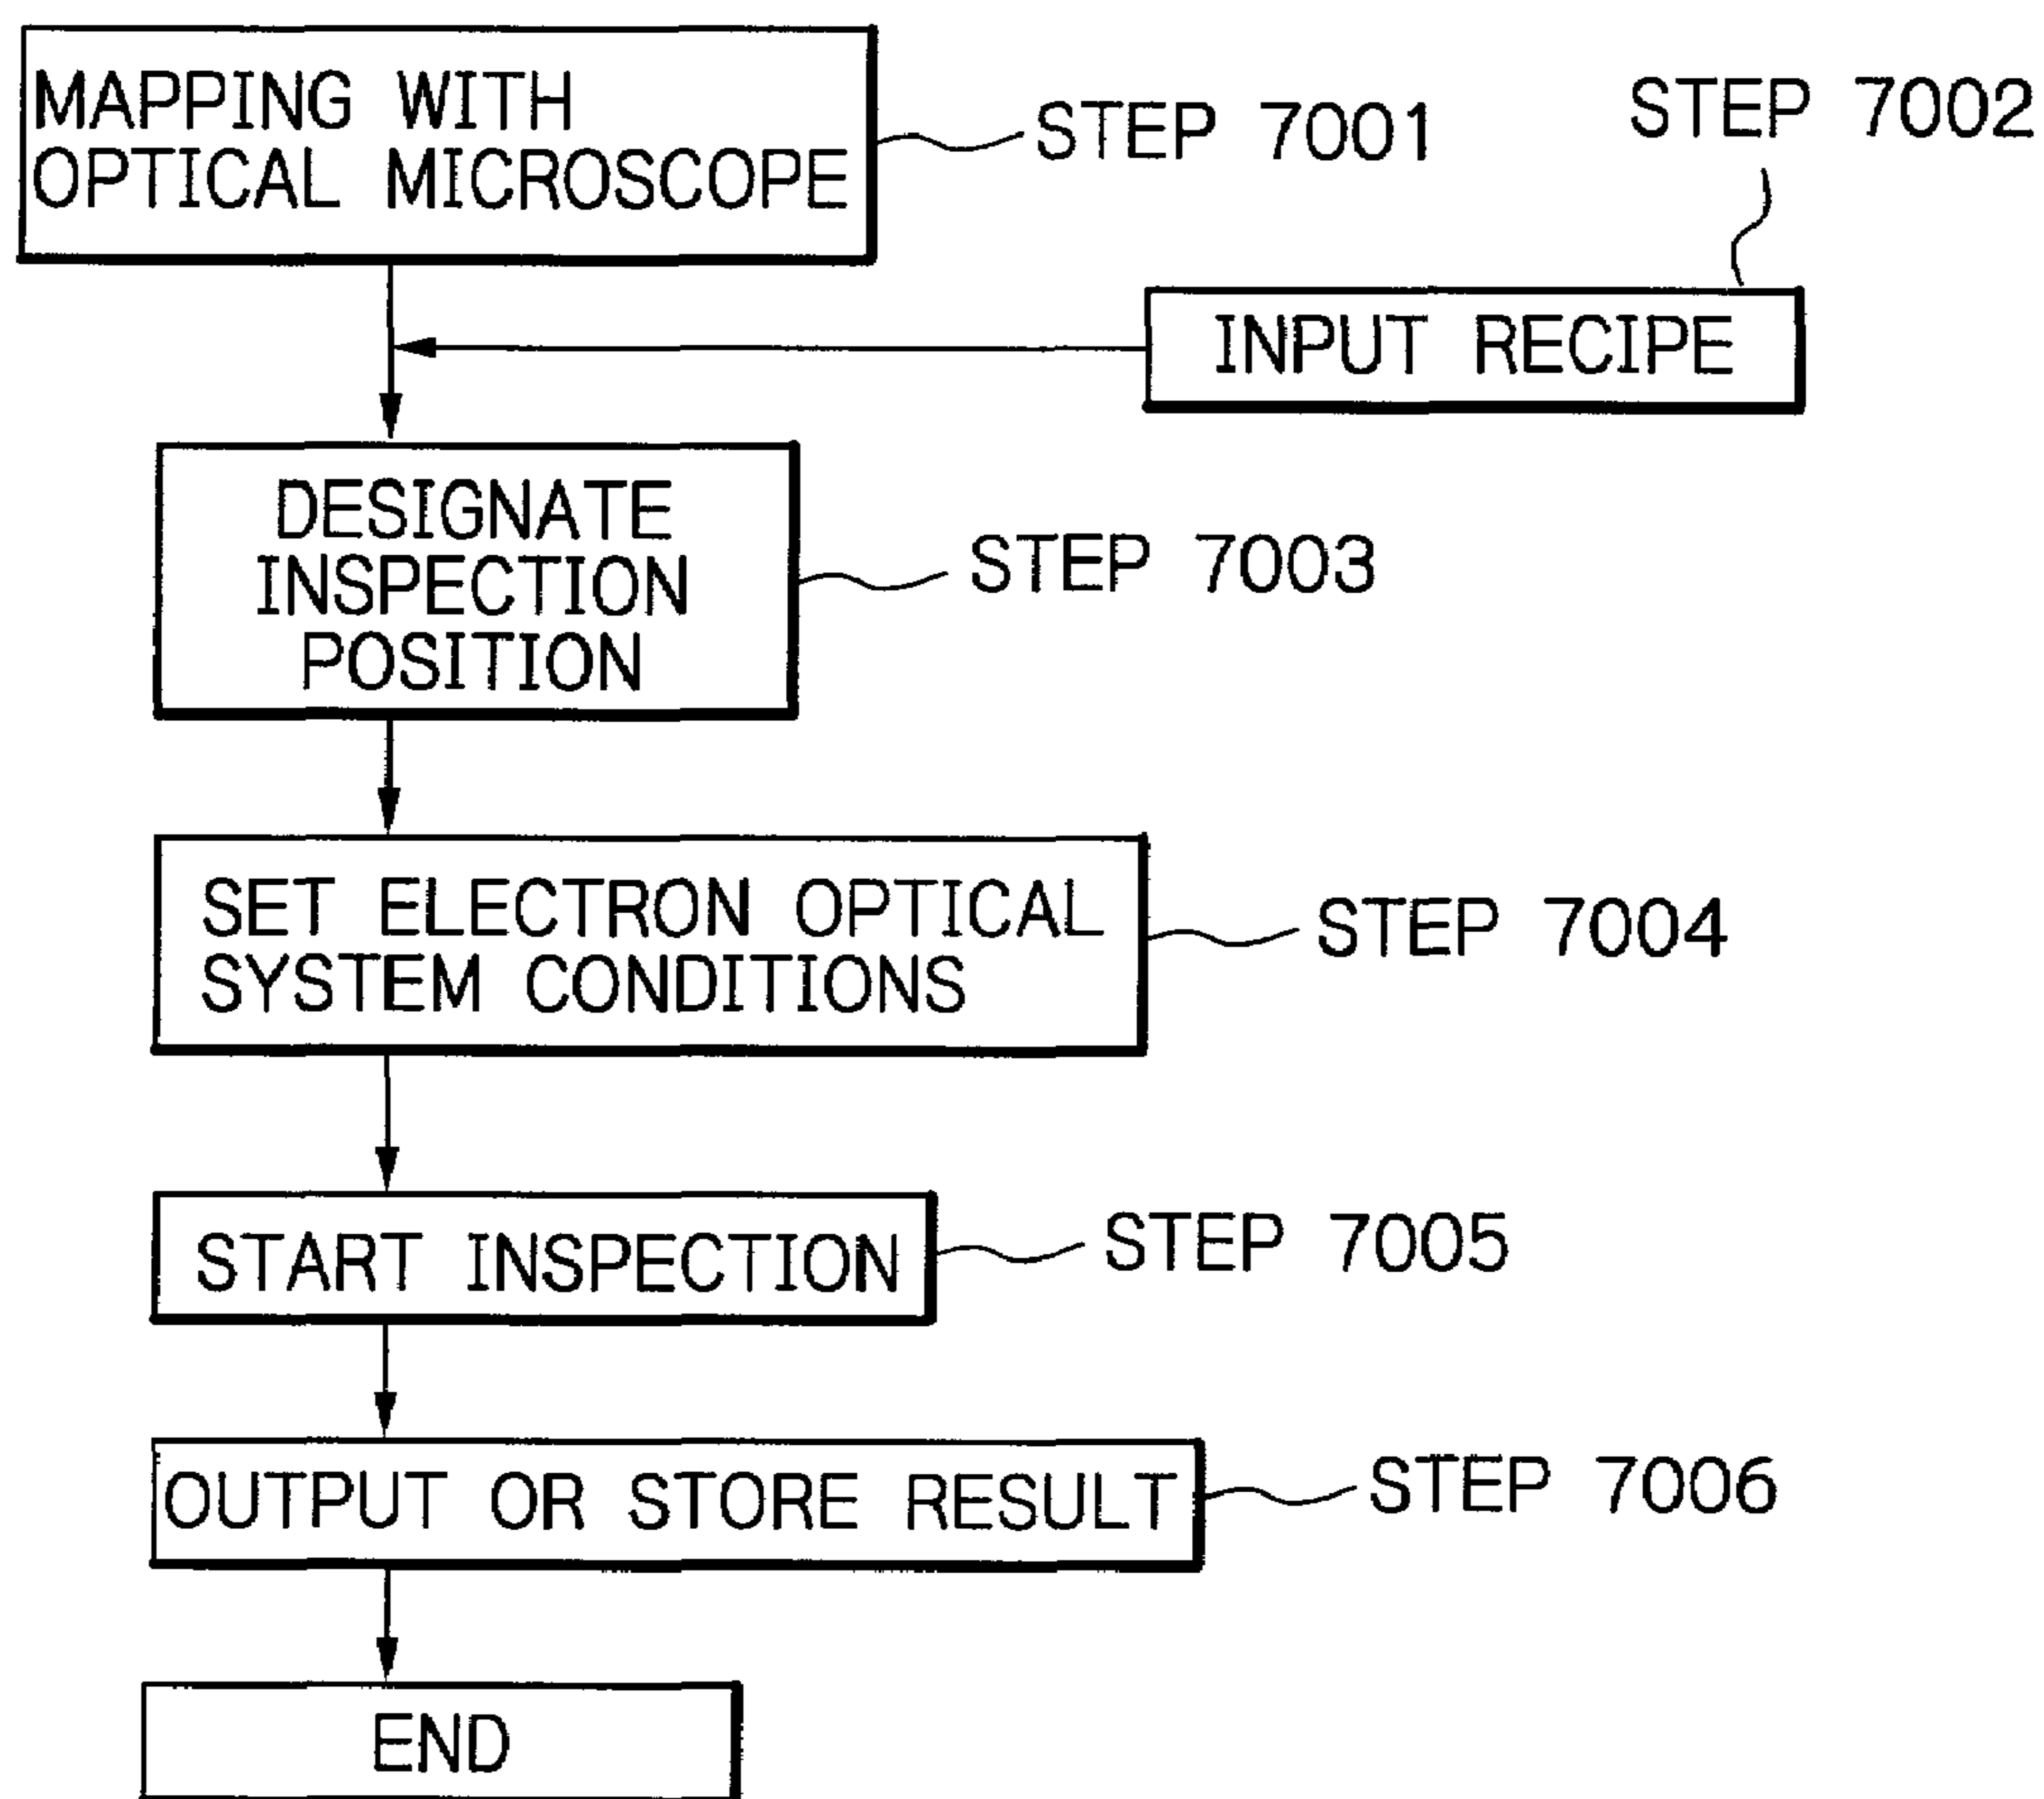 MAPPING WITH
OPTICAL MICROSCOPE
STEP 7001
STEP 7002
INPUT RECIPE
DESIGNATE
INSPECTION
POSITION
STEP 7003
SET ELECTRON OPTICAL
SYSTEM CONDITIONS
STEP 7004
START INSPECTION
STEP 7005
OUTPUT OR STORE RESULT
STEP 7006
END